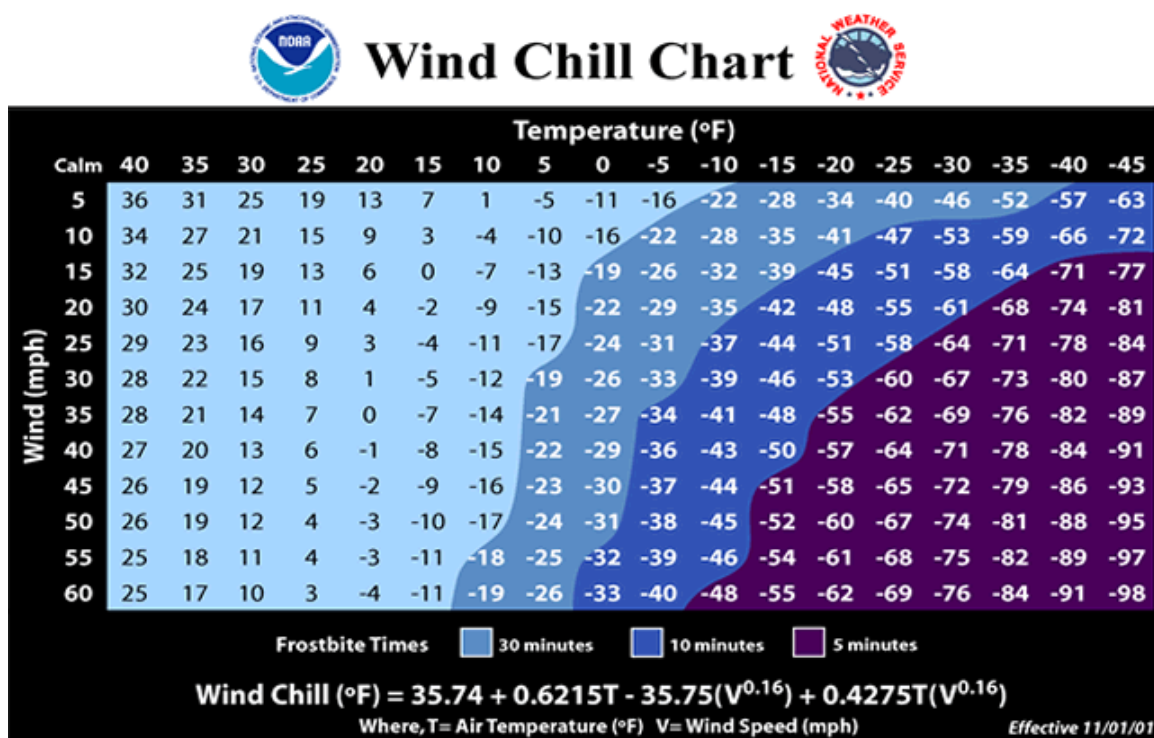 NOAA
NATIONAL OCEANIC AND ATMOSPHERIC ADMINISTRATION
U.S. DEPARTMENT OF COMMERCE
Wind Chill Chart
NATIONAL WEATHER SERVICE
Temperature (ºF)
Calm 40 35 30 25 20 15 10 5 0 -5 -10 -15 -20 -25 -30 -35 -40 -45
5 36 31 25 19 13 7 1 -5 -11 -16 -22 -28 -34 -40 -46 -52 -57 -63
10 34 27 21 15 9 3 -4 -10 -16 -22 -28 -35 -41 -47 -53 -59 -66 -72
15 32 25 19 13 6 0 -7 -13 -19 -26 -32 -39 -45 -51 -58 -64 -71 -77
20 30 24 17 11 4 -2 -9 -15 -22 -29 -35 -42 -48 -55 -61 -68 -74 -81
25 29 23 16 9 3 -4 -11 -17 -24 -31 -37 -44 -51 -58 -64 -71 -78 -84
30 28 22 15 8 1 -5 -12 -19 -26 -33 -39 -46 -53 -60 -67 -73 -80 -87
35 28 21 14 7 0 -7 -14 -21 -27 -34 -41 -48 -55 -62 -69 -76 -82 -89
40 27 20 13 6 -1 -8 -15 -22 -29 -36 -43 -50 -57 -64 -71 -78 -84 -91
45 26 19 12 5 -2 -9 -16 -23 -30 -37 -44 -51 -58 -65 -72 -79 -86 -93
50 26 19 12 4 -3 -10 -17 -24 -31 -38 -45 -52 -60 -67 -74 -81 -88 -95
55 25 18 11 4 -3 -11 -18 -25 -32 -39 -46 -54 -61 -68 -75 -82 -89 -97
60 25 17 10 3 -4 -11 -19 -26 -33 -40 -48 -55 -62 -69 -76 -84 -91 -98
Wind (mph)
Frostbite Times 30 minutes 10 minutes 5 minutes
Wind Chill (ºF) = 35.74 + 0.6215T - 35.75(V^0.16) + 0.4275T(V^0.16)
Where, T= Air Temperature (ºF) V= Wind Speed (mph)
Effective 11/01/01